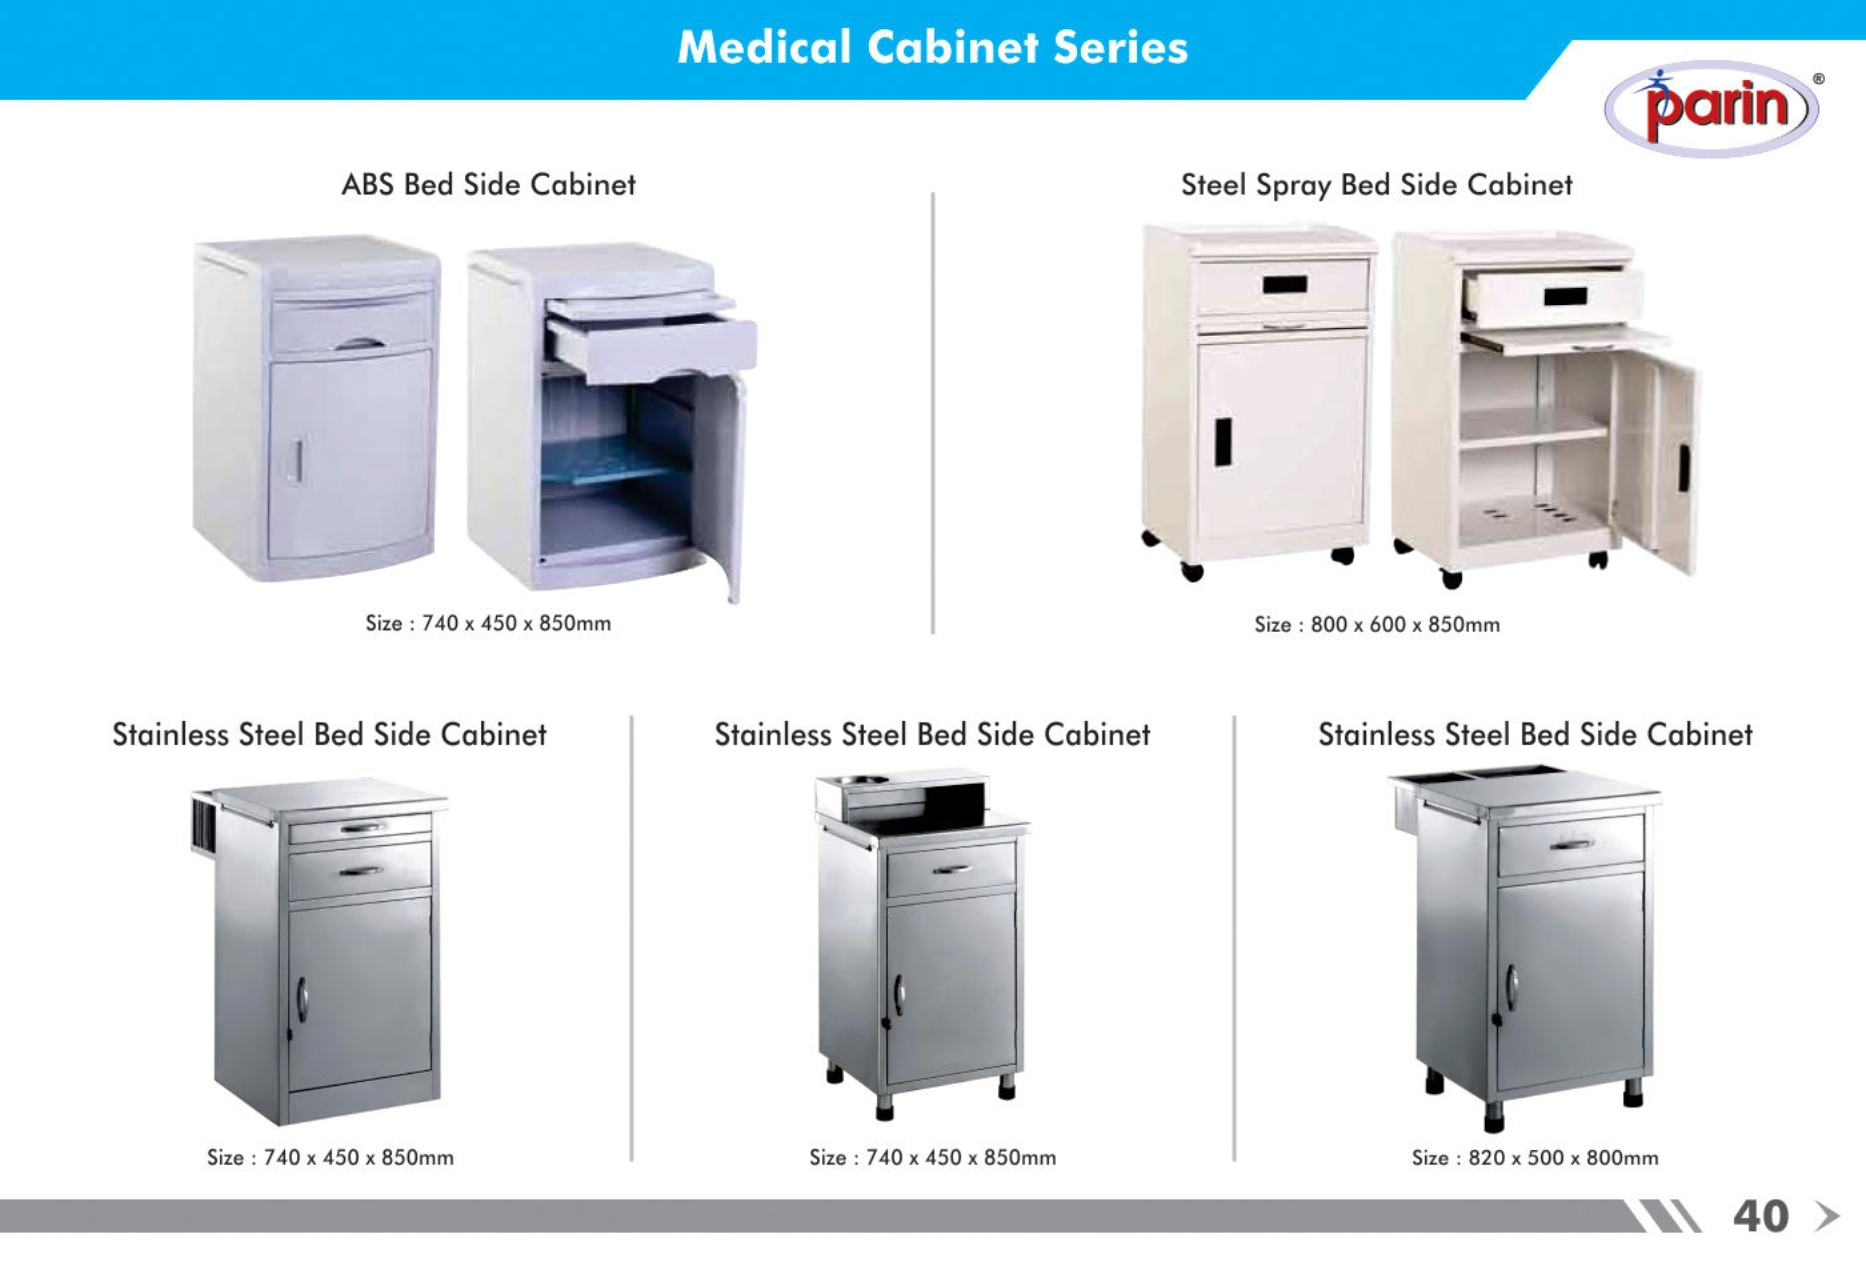 Medical Cabinet Series
parin®
ABS Bed Side Cabinet
Steel Spray Bed Side Cabinet
Size : 740 x 450 x 850mm
Size : 800 x 600 x 850mm
Stainless Steel Bed Side Cabinet
Stainless Steel Bed Side Cabinet
Stainless Steel Bed Side Cabinet
Size : 740 x 450 x 850mm
Size : 740 x 450 x 850mm
Size : 820 x 500 x 800mm
40